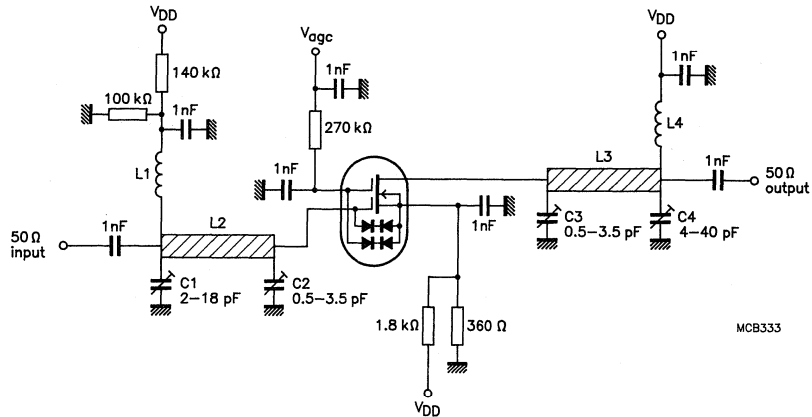 VDD
140 kΩ
100 kΩ
1nF
L1
1nF
50 Ω
input
L2
C1
2–18 pF
C2
0.5–3.5 pF
Vagc
1nF
270 kΩ
1nF
1nF
1.8 kΩ
360 Ω
VDD
VDD
1nF
L4
L3
1nF
50 Ω
output
C3
0.5–3.5 pF
C4
4–40 pF
MCB333